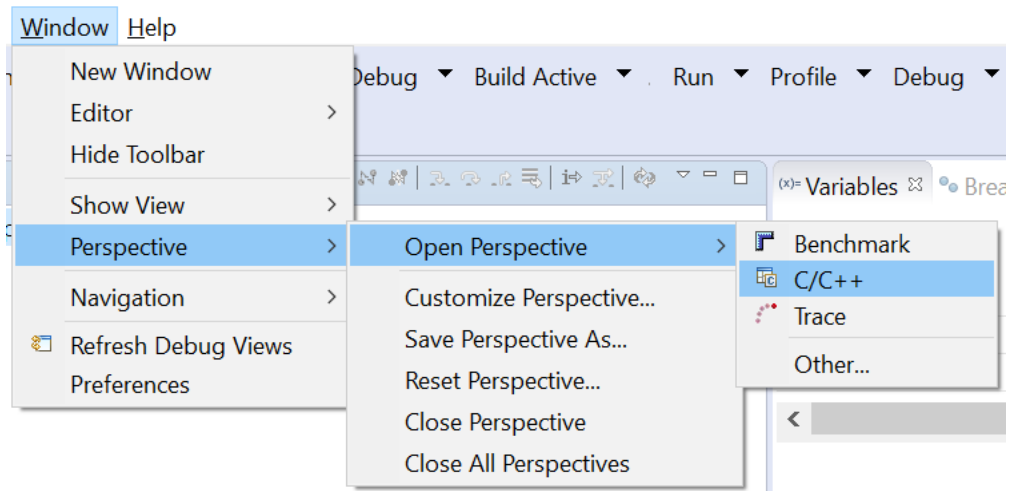 Window Help
New Window
Debug Build Active Run Profile Debug
Editor
Hide Toolbar
(x)= Variables
Show View
Perspective
Open Perspective
Benchmark
C/C++
Navigation
Customize Perspective...
Trace
Refresh Debug Views
Save Perspective As...
Other...
Preferences
Reset Perspective...
Close Perspective
Close All Perspectives